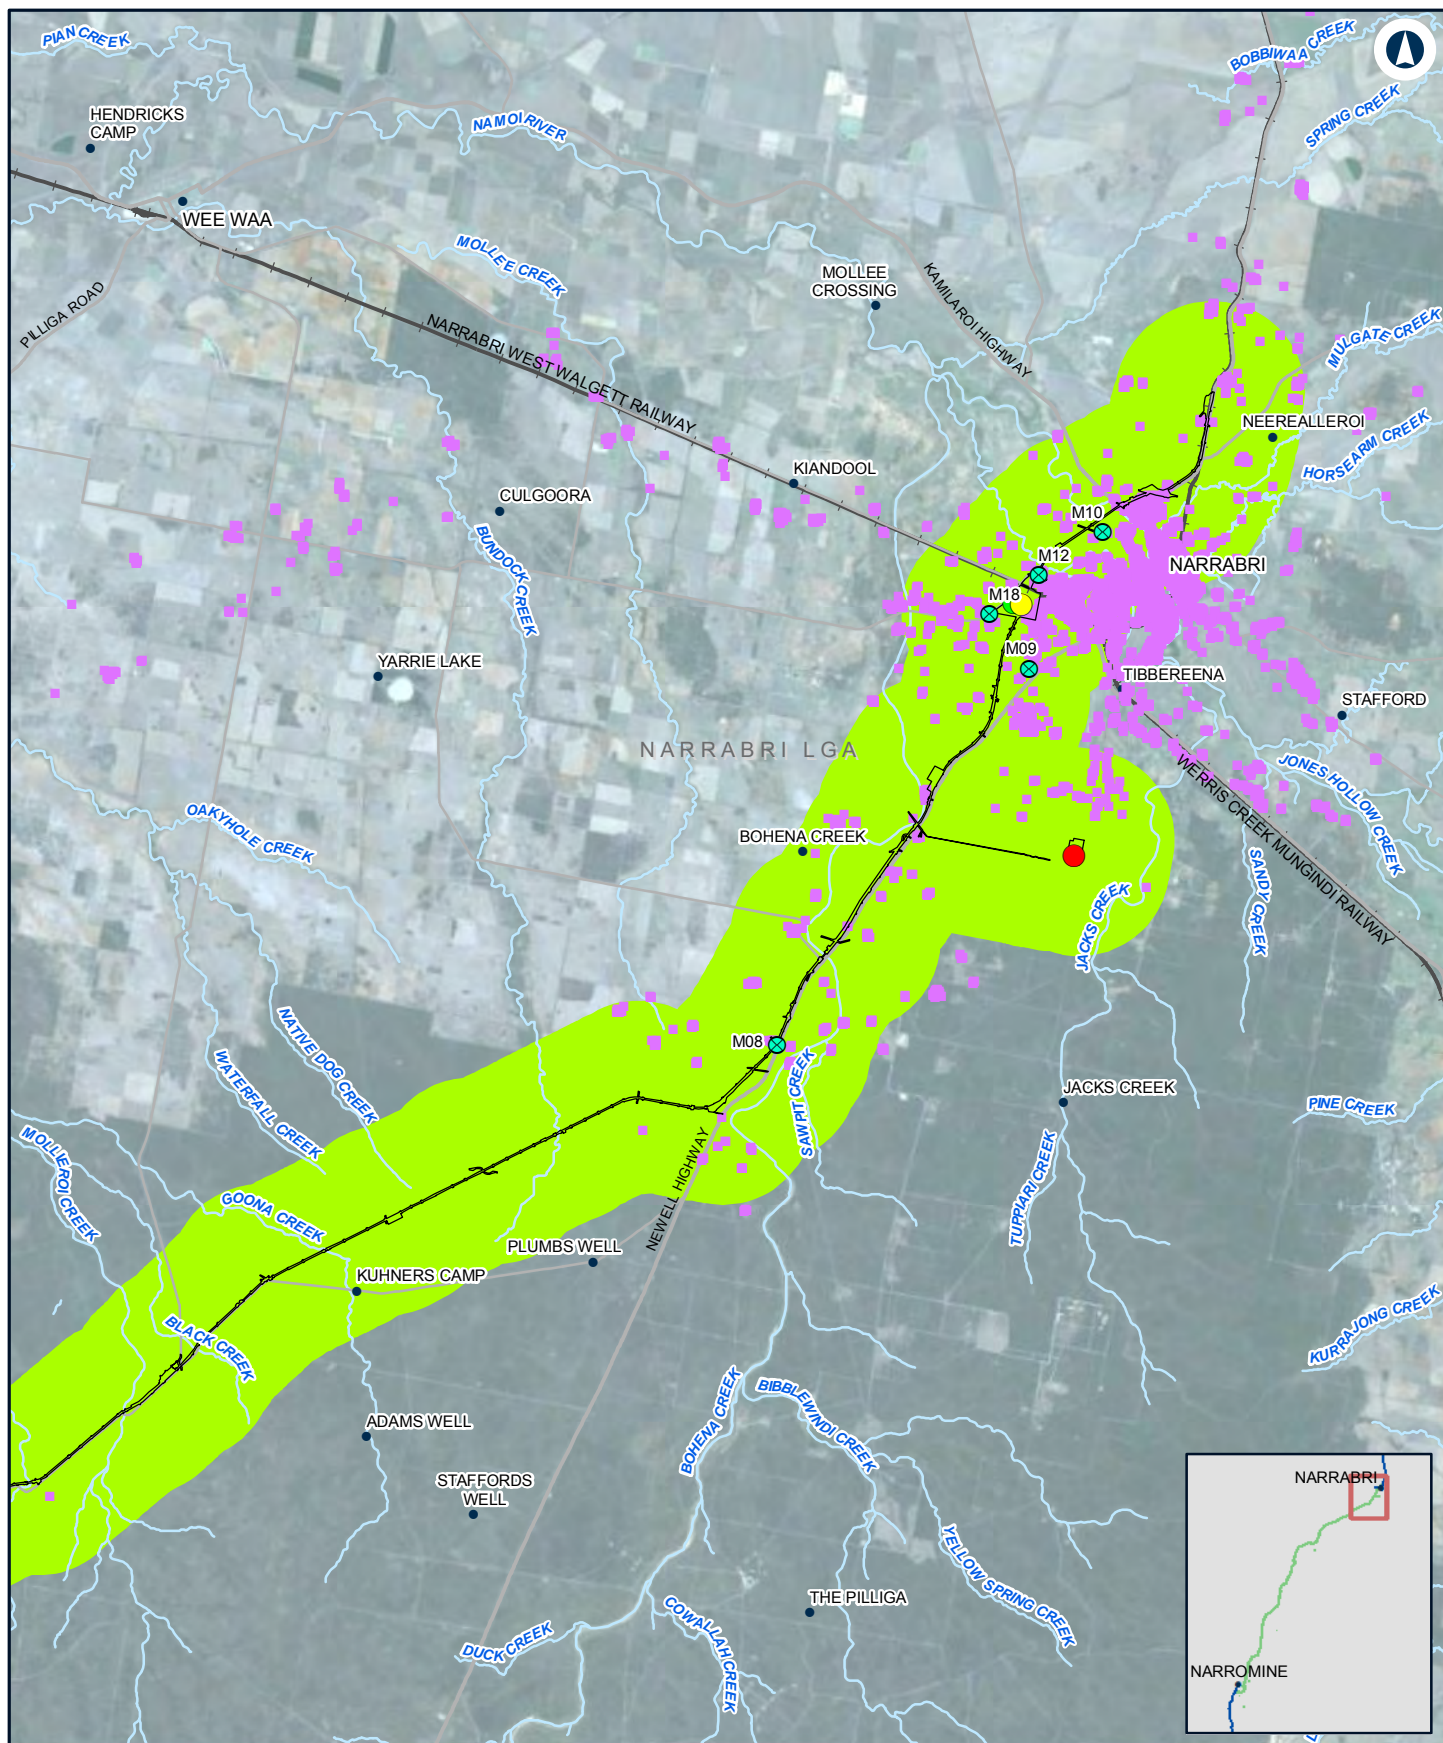 PIAN CREEK
BOBBIWAA CREEK
HENDRICKS
CAMP
NAMOI RIVER
SPRING CREEK
WEE WAA
MOLLEE CREEK
MOLLEE
CROSSING
KAMILAROI HIGHWAY
PILLIGA ROAD
NARRABRI WEST WALGETT RAILWAY
MULGATE CREEK
NEEREALLEROI
HORSEARM CREEK
KIANDOOL
CULGOORA
M10
BUNDOCK CREEK
M12
NARRABRI
M18
M09
YARRIE LAKE
TIBBEREENA
STAFFORD
NARRABRI LGA
JONES HOLLOW CREEK
WERRIS CREEK MUNGINDI RAILWAY
OAKYHOLE CREEK
BOHENA CREEK
SANDY CREEK
JACKS CREEK
NATIVE DOG CREEK
WATERFALL CREEK
M08
SAWPIT CREEK
JACKS CREEK
PINE CREEK
MOLLIEROI CREEK
NEWELL HIGHWAY
TUPPIARI CREEK
GOONA CREEK
PLUMBS WELL
KUHNERS CAMP
BLACK CREEK
KURRAJONG CREEK
BOHENA CREEK
BIBBLEWINDI CREEK
ADAMS WELL
STAFFORDS
WELL
NARRABRI
YELLOW SPRING CREEK
THE PILLIGA
COWALLAH CREEK
DUCK CREEK
NARROMINE